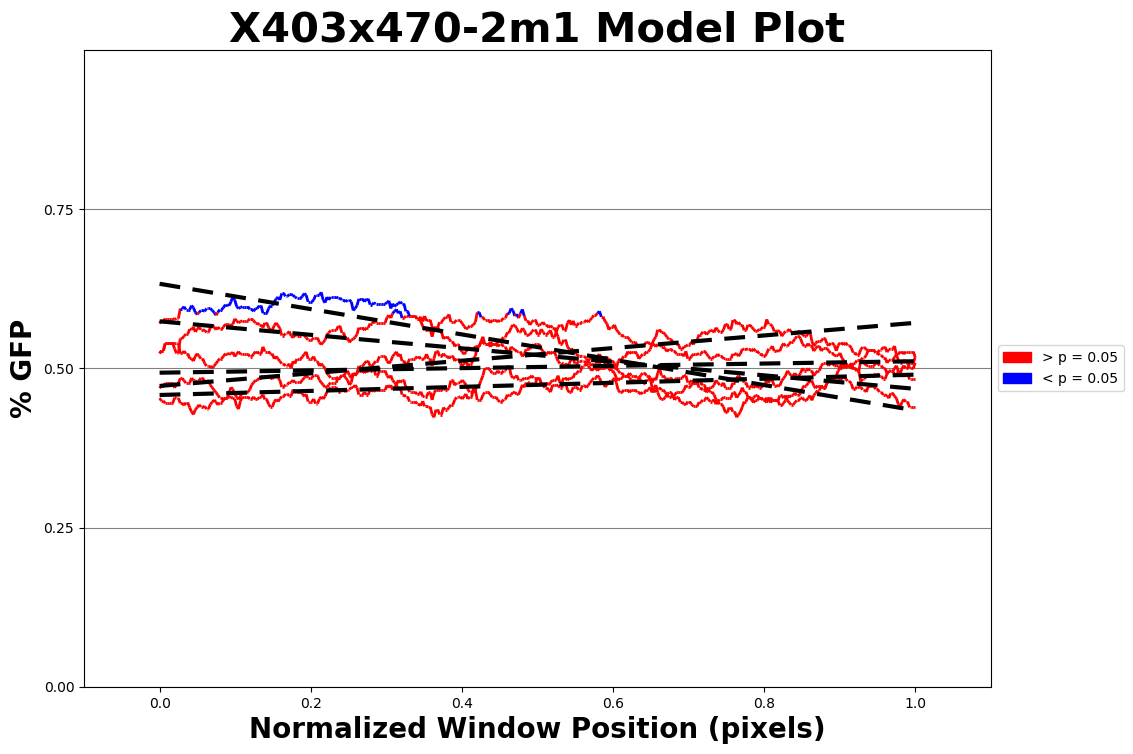 X403x470-2m1 Model Plot
% GFP
0.75
0.50
0.25
0.00
0.0 0.2 0.4 0.6 0.8 1.0
Normalized Window Position (pixels)
> p = 0.05
< p = 0.05